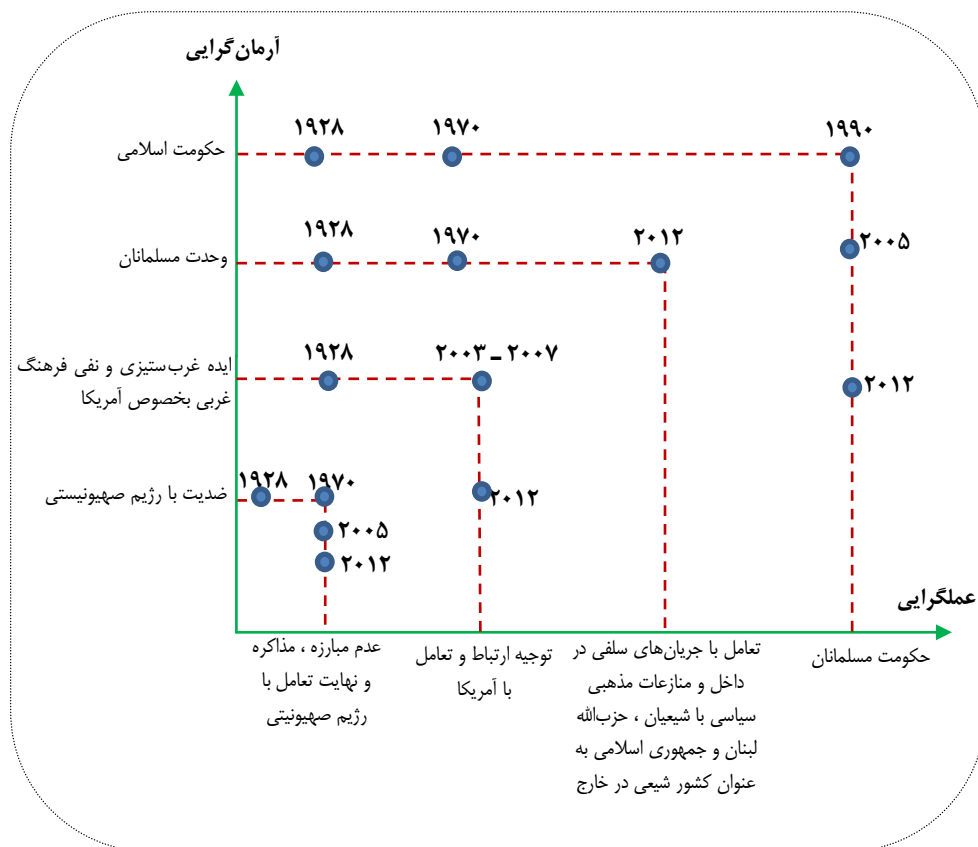 آرمان‌گرایی
۱۹۲۸
۱۹۷۰
۱۹۹۰
حکومت اسلامی
۱۹۲۸
۱۹۷۰
۲۰۱۲
۲۰۰۵
وحدت مسلمانان
۱۹۲۸
۲۰۰۳ - ۲۰۰۷
ایده غرب‌ستیزی و نفی فرهنگ
غربی بخصوص آمریکا
۲۰۱۲
۱۹۲۸
۱۹۷۰
ضدیت با رژیم صهیونیستی
۲۰۱۲
۲۰۰۵
۲۰۱۲
عملگرایی
عدم مبارزه ، مذاکره
و نهایت تعامل با
رژیم صهیونیتی
توجیه ارتباط و تعامل
با آمریکا
تعامل با جریان‌های سلفی در
داخل و منازعات مذهبی
سیاسی با شیعیان ، حزب‌الله
لبنان و جمهوری اسلامی به
عنوان کشور شیعی در خارج
حکومت مسلمانان